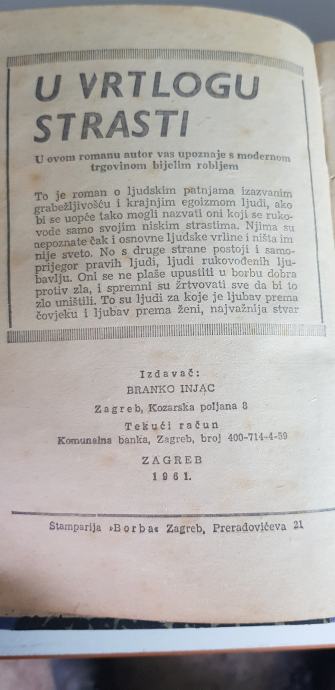 U VRTLOGU
STRASTI
U ovom romanu autor vas upoznaje s modernom
trgovinom bijelim robljem
To je roman o ljudskim patnjama izazvanim
grabežljivošću i krajnjim egoizmom ljudi, ako
bi se uopće tako mogli nazvati oni koji se ruko-
vode samo svojim niskim strastima. Njima su
nepoznate čak i osnovne ljudske vrline i ništa im
nije sveto. No s druge strane postoji i samo-
prijegor pravih ljudi, ljudi rukovođenih lju-
bavlju. Oni se ne plaše upustiti u borbu dobra
protiv zla, i spremni su žrtvovati sve da bi to
zlo uništili. To su ljudi za koje je ljubav prema
čovjeku i ljubav prema ženi, najvažnija stvar
Izdavač:
BRANKO INJAC
Zagreb, Kozarska poljana 8
Tekući račun
Komunalna banka, Zagreb, broj 400-714-4-59
ZAGREB
1961.
Štamparija »Borba« Zagreb, Preradovićeva 21